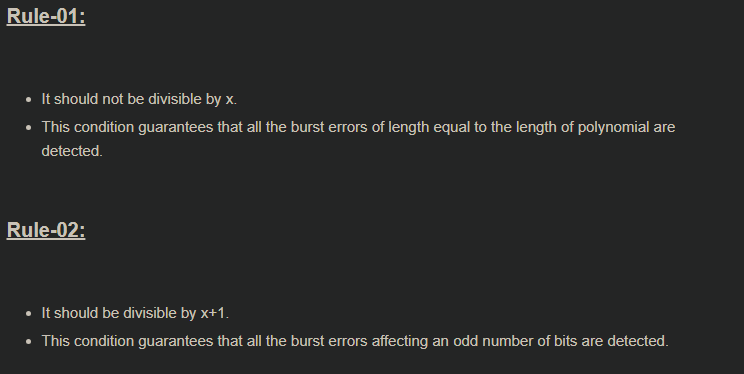 Rule-01:
• It should not be divisible by x.
• This condition guarantees that all the burst errors of length equal to the length of polynomial are
detected.
Rule-02:
• It should be divisible by x+1.
• This condition guarantees that all the burst errors affecting an odd number of bits are detected.